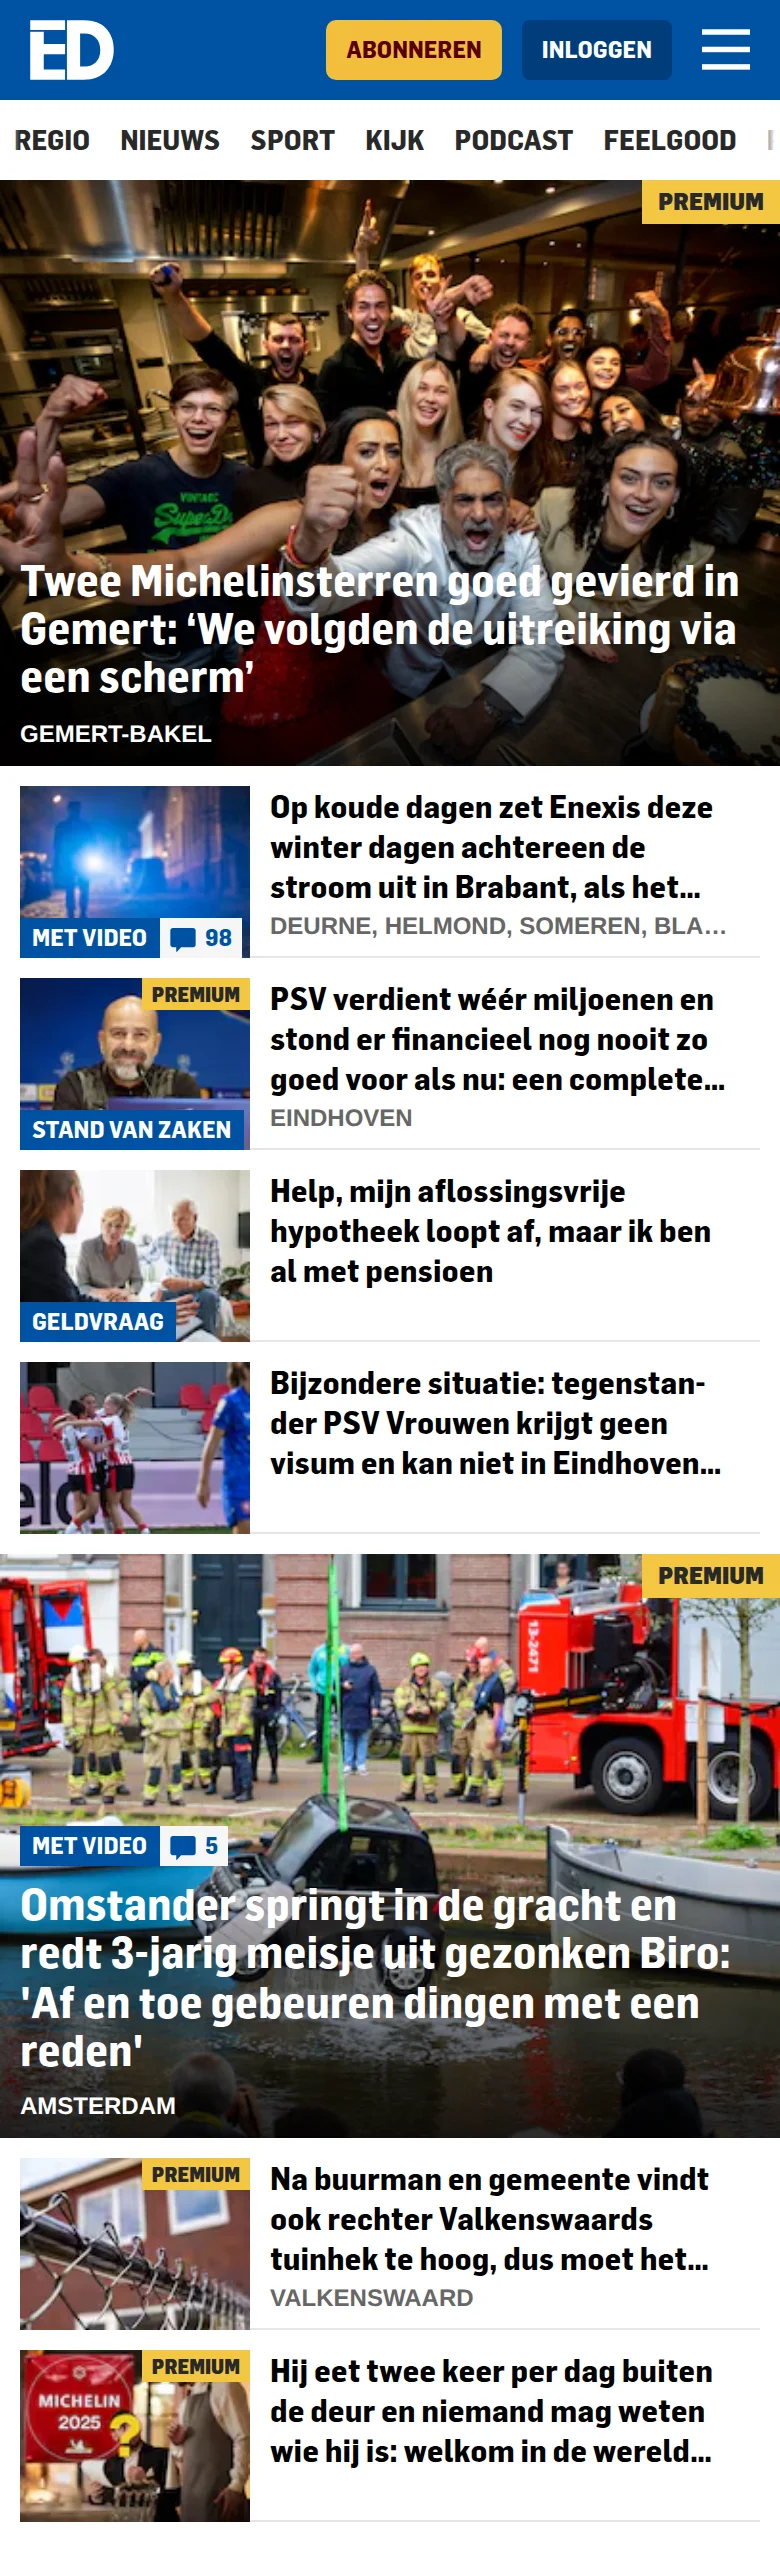 ED
ABONNEREN
INLOGGEN
REGIO NIEUWS SPORT KIJK PODCAST FEELGOOD
PREMIUM
VINTAGE
SuperD
Twee Michelinsterren goed gevierd in
Gemert: ‘We volgden de uitreiking via
een scherm’
GEMERT-BAKEL
MET VIDEO 98
Op koude dagen zet Enexis deze
winter dagen achtereen de
stroom uit in Brabant, als het...
DEURNE, HELMOND, SOMEREN, BLA...
PREMIUM
STAND VAN ZAKEN
PSV verdient wéér miljoenen en
stond er financieel nog nooit zo
goed voor als nu: een complete...
EINDHOVEN
GELDVRAAG
Help, mijn aflossingsvrije
hypotheek loopt af, maar ik ben
al met pensioen
Bijzondere situatie: tegenstan-
der PSV Vrouwen krijgt geen
visum en kan niet in Eindhoven...
PREMIUM
13-2471
MET VIDEO 5
Omstander springt in de gracht en
redt 3-jarig meisje uit gezonken Biro:
'Af en toe gebeuren dingen met een
reden'
AMSTERDAM
PREMIUM
Na buurman en gemeente vindt
ook rechter Valkenswaards
tuinhek te hoog, dus moet het...
VALKENSWAARD
PREMIUM
MICHELIN
2025
?
Hij eet twee keer per dag buiten
de deur en niemand mag weten
wie hij is: welkom in de wereld...